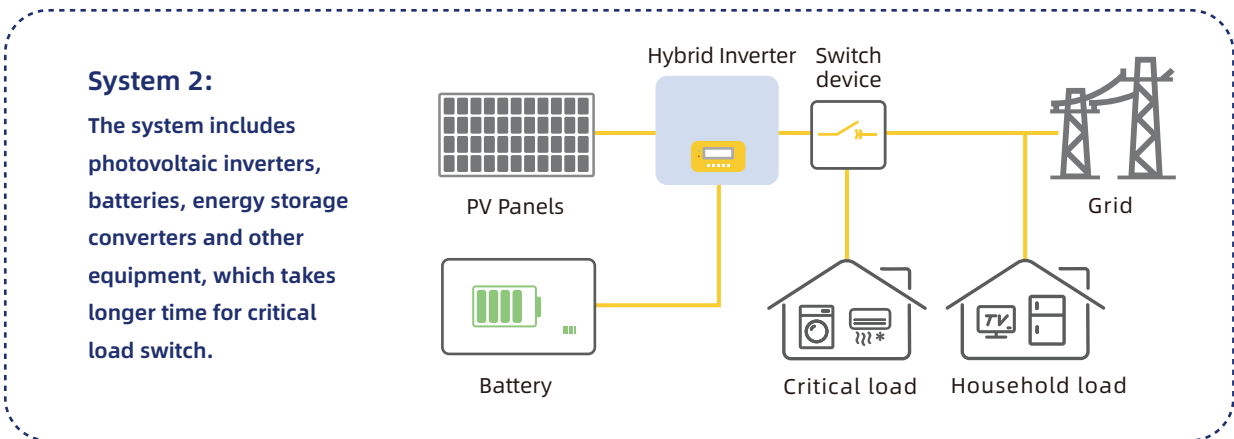 System 2:
The system includes
photovoltaic inverters,
batteries, energy storage
converters and other
equipment, which takes
longer time for critical
load switch.
Hybrid Inverter
Switch
device
PV Panels
Grid
TV
Battery
Critical load
Household load